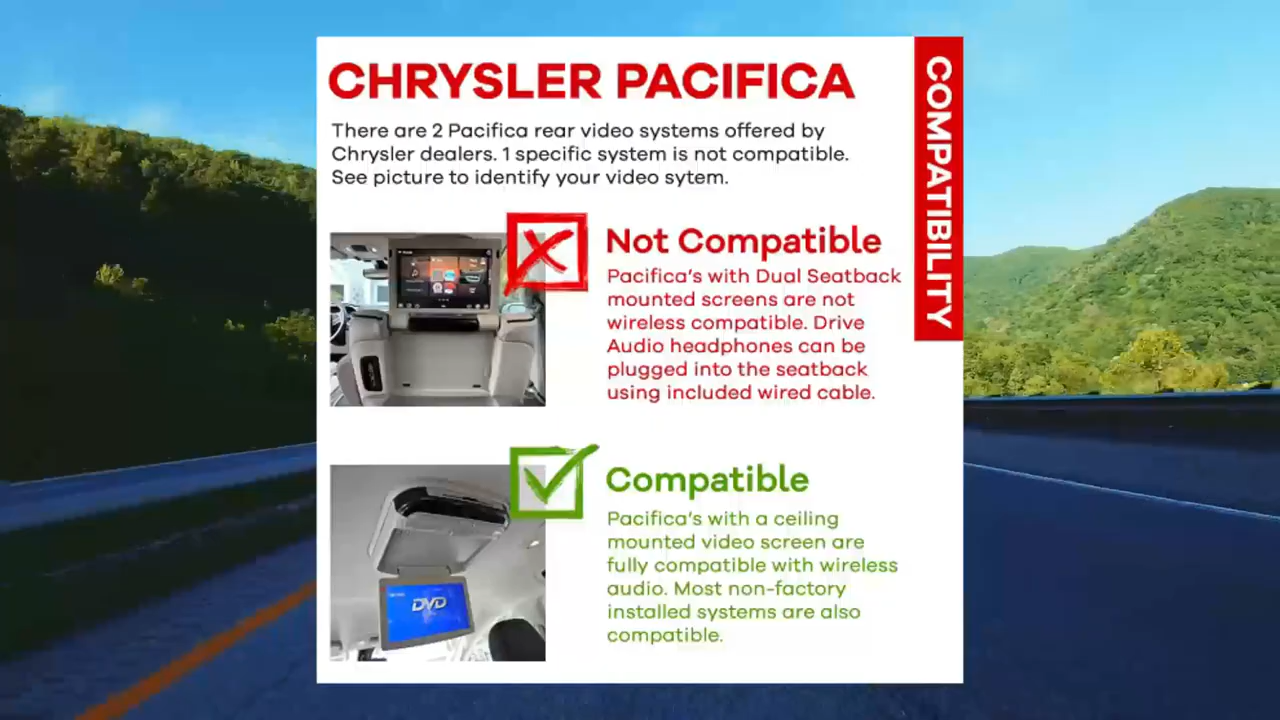 CHRYSLER PACIFICA
There are 2 Pacifica rear video systems offered by
Chrysler dealers. 1 specific system is not compatible.
See picture to identify your video sytem.
COMPATIBILITY
Not Compatible
Pacifica's with Dual Seatback
mounted screens are not
wireless compatible. Drive
Audio headphones can be
plugged into the seatback
using included wired cable.
Compatible
Pacifica's with a ceiling
mounted video screen are
fully compatible with wireless
audio. Most non-factory
installed systems are also
compatible.
DVD